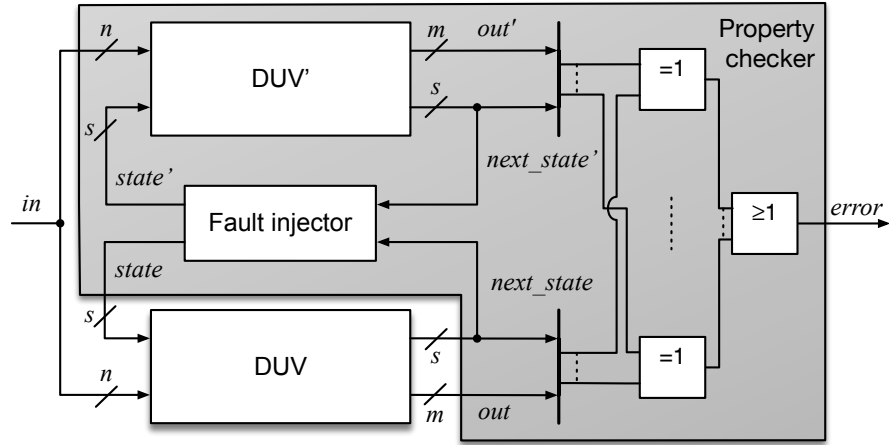 n
m
out'
DUV'
s
s
Property
checker
=1
next_state'
state'
in
Fault injector
≥1
error
state
next_state
s
s
DUV
=1
n
m
out